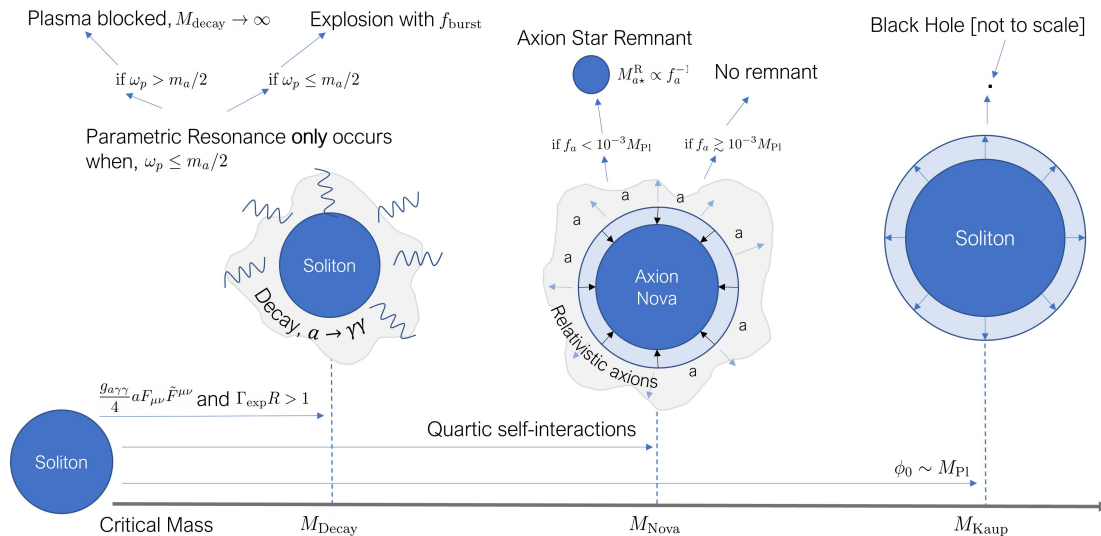 Plasma blocked, $M_{\rm decay} \to \infty$
Explosion with $f_{\rm burst}$
if $\omega_p > m_a/2$
if $\omega_p \leq m_a/2$
Parametric Resonance only occurs
when, $\omega_p \leq m_a/2$
Soliton
Decay, $a \to \gamma\gamma$
Axion Star Remnant
$M_{a\star}^{\rm R} \propto f_a^{-1}$
No remnant
if $f_a < 10^{-3} M_{\rm Pl}$
if $f_a \gtrsim 10^{-3} M_{\rm Pl}$
a
a
a
a
a
a
a
Axion
Nova
Relativistic axions
Black Hole [not to scale]
Soliton
$\frac{g_{a\gamma\gamma}}{4} a F_{\mu\nu} \tilde{F}^{\mu\nu}$ and $\Gamma_{\rm exp} R > 1$
Quartic self-interactions
$\phi_0 \sim M_{\rm Pl}$
Soliton
Critical Mass
$M_{\rm Decay}$
$M_{\rm Nova}$
$M_{\rm Kaup}$